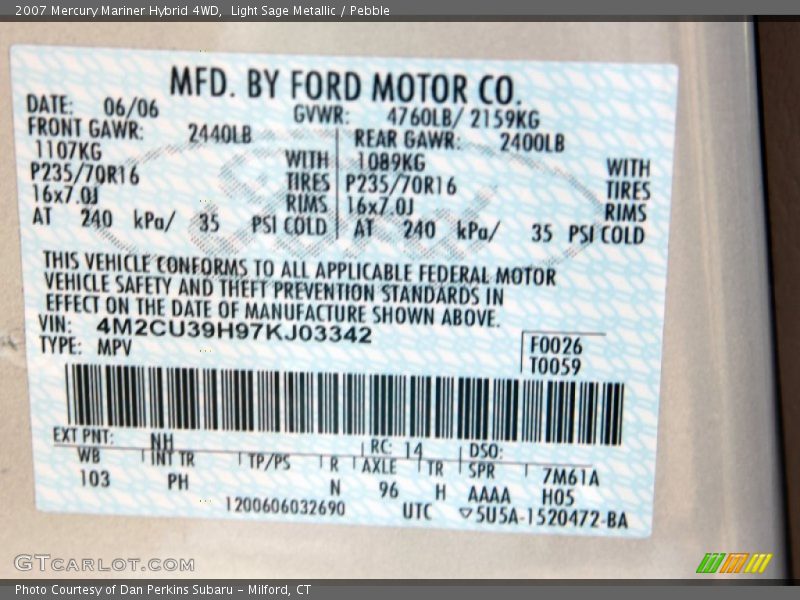 2007 Mercury Mariner Hybrid 4WD, Light Sage Metallic / Pebble
MFD. BY FORD MOTOR CO.
DATE: 06/06 GVWR: 4760LB/ 2159KG
FRONT GAWR: 2440LB REAR GAWR: 2400LB
1107KG WITH 1089KG WITH
P235/70R16 TIRES P235/70R16 TIRES
16x7.0J RIMS 16x7.0J RIMS
AT 240 kPa/ 35 PSI COLD AT 240 kPa/ 35 PSI COLD
THIS VEHICLE CONFORMS TO ALL APPLICABLE FEDERAL MOTOR
VEHICLE SAFETY AND THEFT PREVENTION STANDARDS IN
EFFECT ON THE DATE OF MANUFACTURE SHOWN ABOVE.
VIN: 4M2CU39H97KJ03342
TYPE: MPV
F0026
T0059
EXT PNT: NH RC: 14 DSO:
WB INT TR TP/PS R AXLE TR SPR 7M61A
103 PH N 96 H AAAA H05
1200606032690 UTC ▽5U5A-1520472-BA
GTCARLOT.COM
Photo Courtesy of Dan Perkins Subaru - Milford, CT